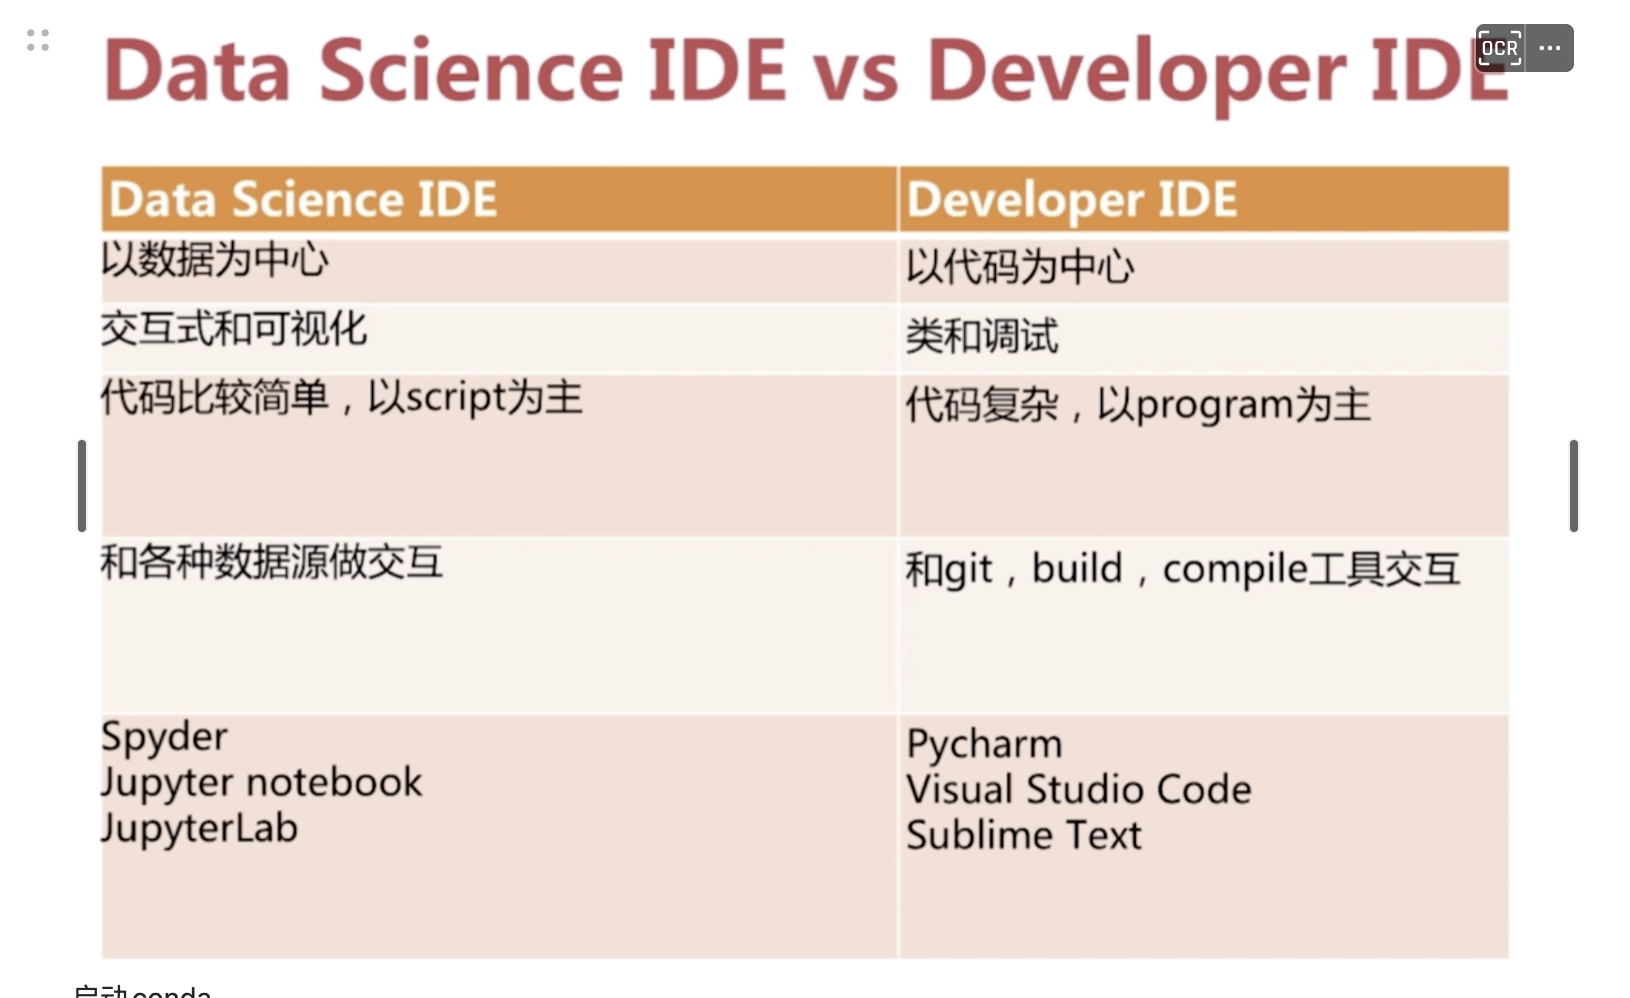 Data Science IDE vs Developer IDE
OCR
Data Science IDE
Developer IDE
以数据为中心
以代码为中心
交互式和可视化
类和调试
代码比较简单，以script为主
代码复杂，以program为主
和各种数据源做交互
和git，build，compile工具交互
Spyder
Jupyter notebook
JupyterLab
Pycharm
Visual Studio Code
Sublime Text
启动conda